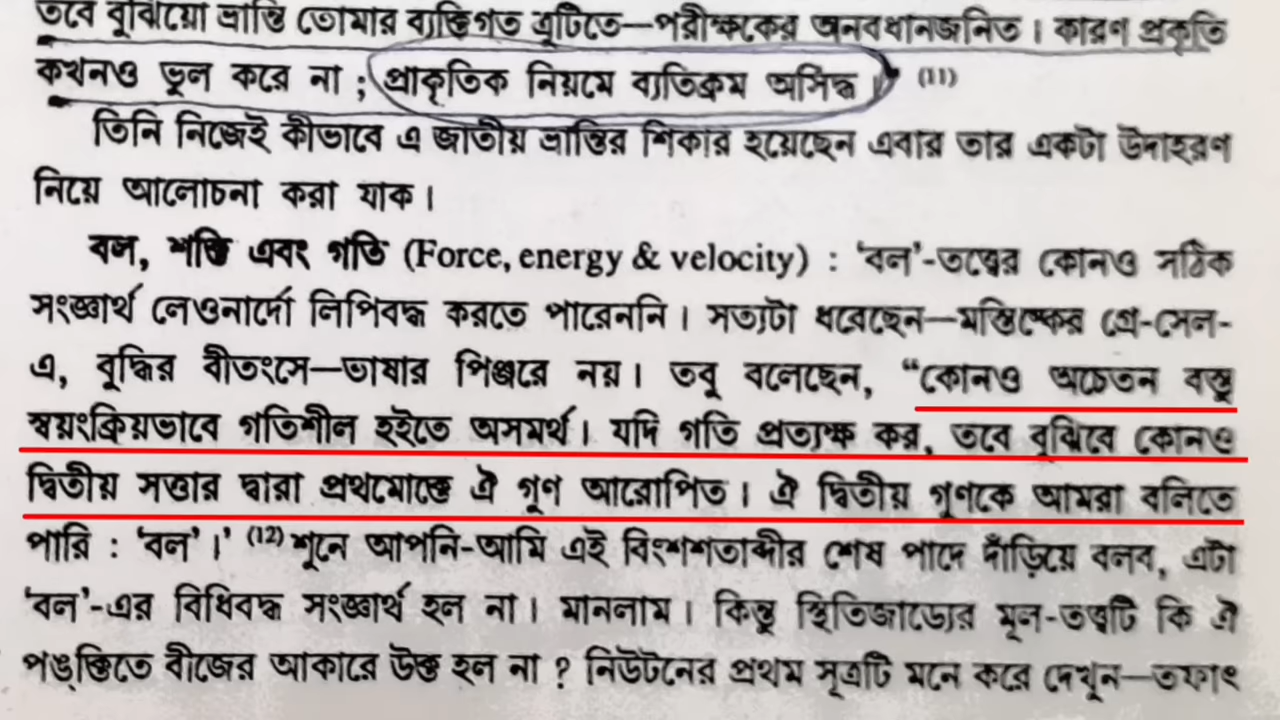 তবে বুঝিয়ো ভ্রান্তি তোমার ব্যক্তিগত ত্রুটিতে—পরীক্ষকের অনবধানজনিত। কারণ প্রকৃতি
কখনও ভুল করে না ; প্রাকৃতিক নিয়মে ব্যতিক্রম অসিদ্ধ।” (11)
তিনি নিজেই কীভাবে এ জাতীয় ভ্রান্তির শিকার হয়েছেন এবার তার একটা উদাহরণ
নিয়ে আলোচনা করা যাক।
বল, শক্তি এবং গতি (Force, energy & velocity) : ‘বল’-তত্ত্বের কোনও সঠিক
সংজ্ঞার্থ লেওনার্দো লিপিবদ্ধ করতে পারেননি। সত্যটা ধরেছেন—মস্তিষ্কের গ্রে-সেল-
এ, বুদ্ধির বীতংসে—ভাষার পিঞ্জরে নয়। তবু বলেছেন, “কোনও অচেতন বস্তু
স্বয়ংক্রিয়ভাবে গতিশীল হইতে অসমর্থ। যদি গতি প্রত্যক্ষ কর, তবে বুঝিবে কোনও
দ্বিতীয় সত্তার দ্বারা প্রথমোক্তে ঐ গুণ আরোপিত। ঐ দ্বিতীয় গুণকে আমরা বলিতে
পারি : ‘বল’।’ (12) শুনে আপনি-আমি এই বিংশশতাব্দীর শেষ পাদে দাঁড়িয়ে বলব, এটা
‘বল’-এর বিধিবদ্ধ সংজ্ঞার্থ হল না। মানলাম। কিন্তু স্থিতিজাড্যের মূল-তত্ত্বটি কি ঐ
পঙ্‌ক্তিতে বীজের আকারে উক্ত হল না ? নিউটনের প্রথম সূত্রটি মনে করে দেখুন—তফাৎ